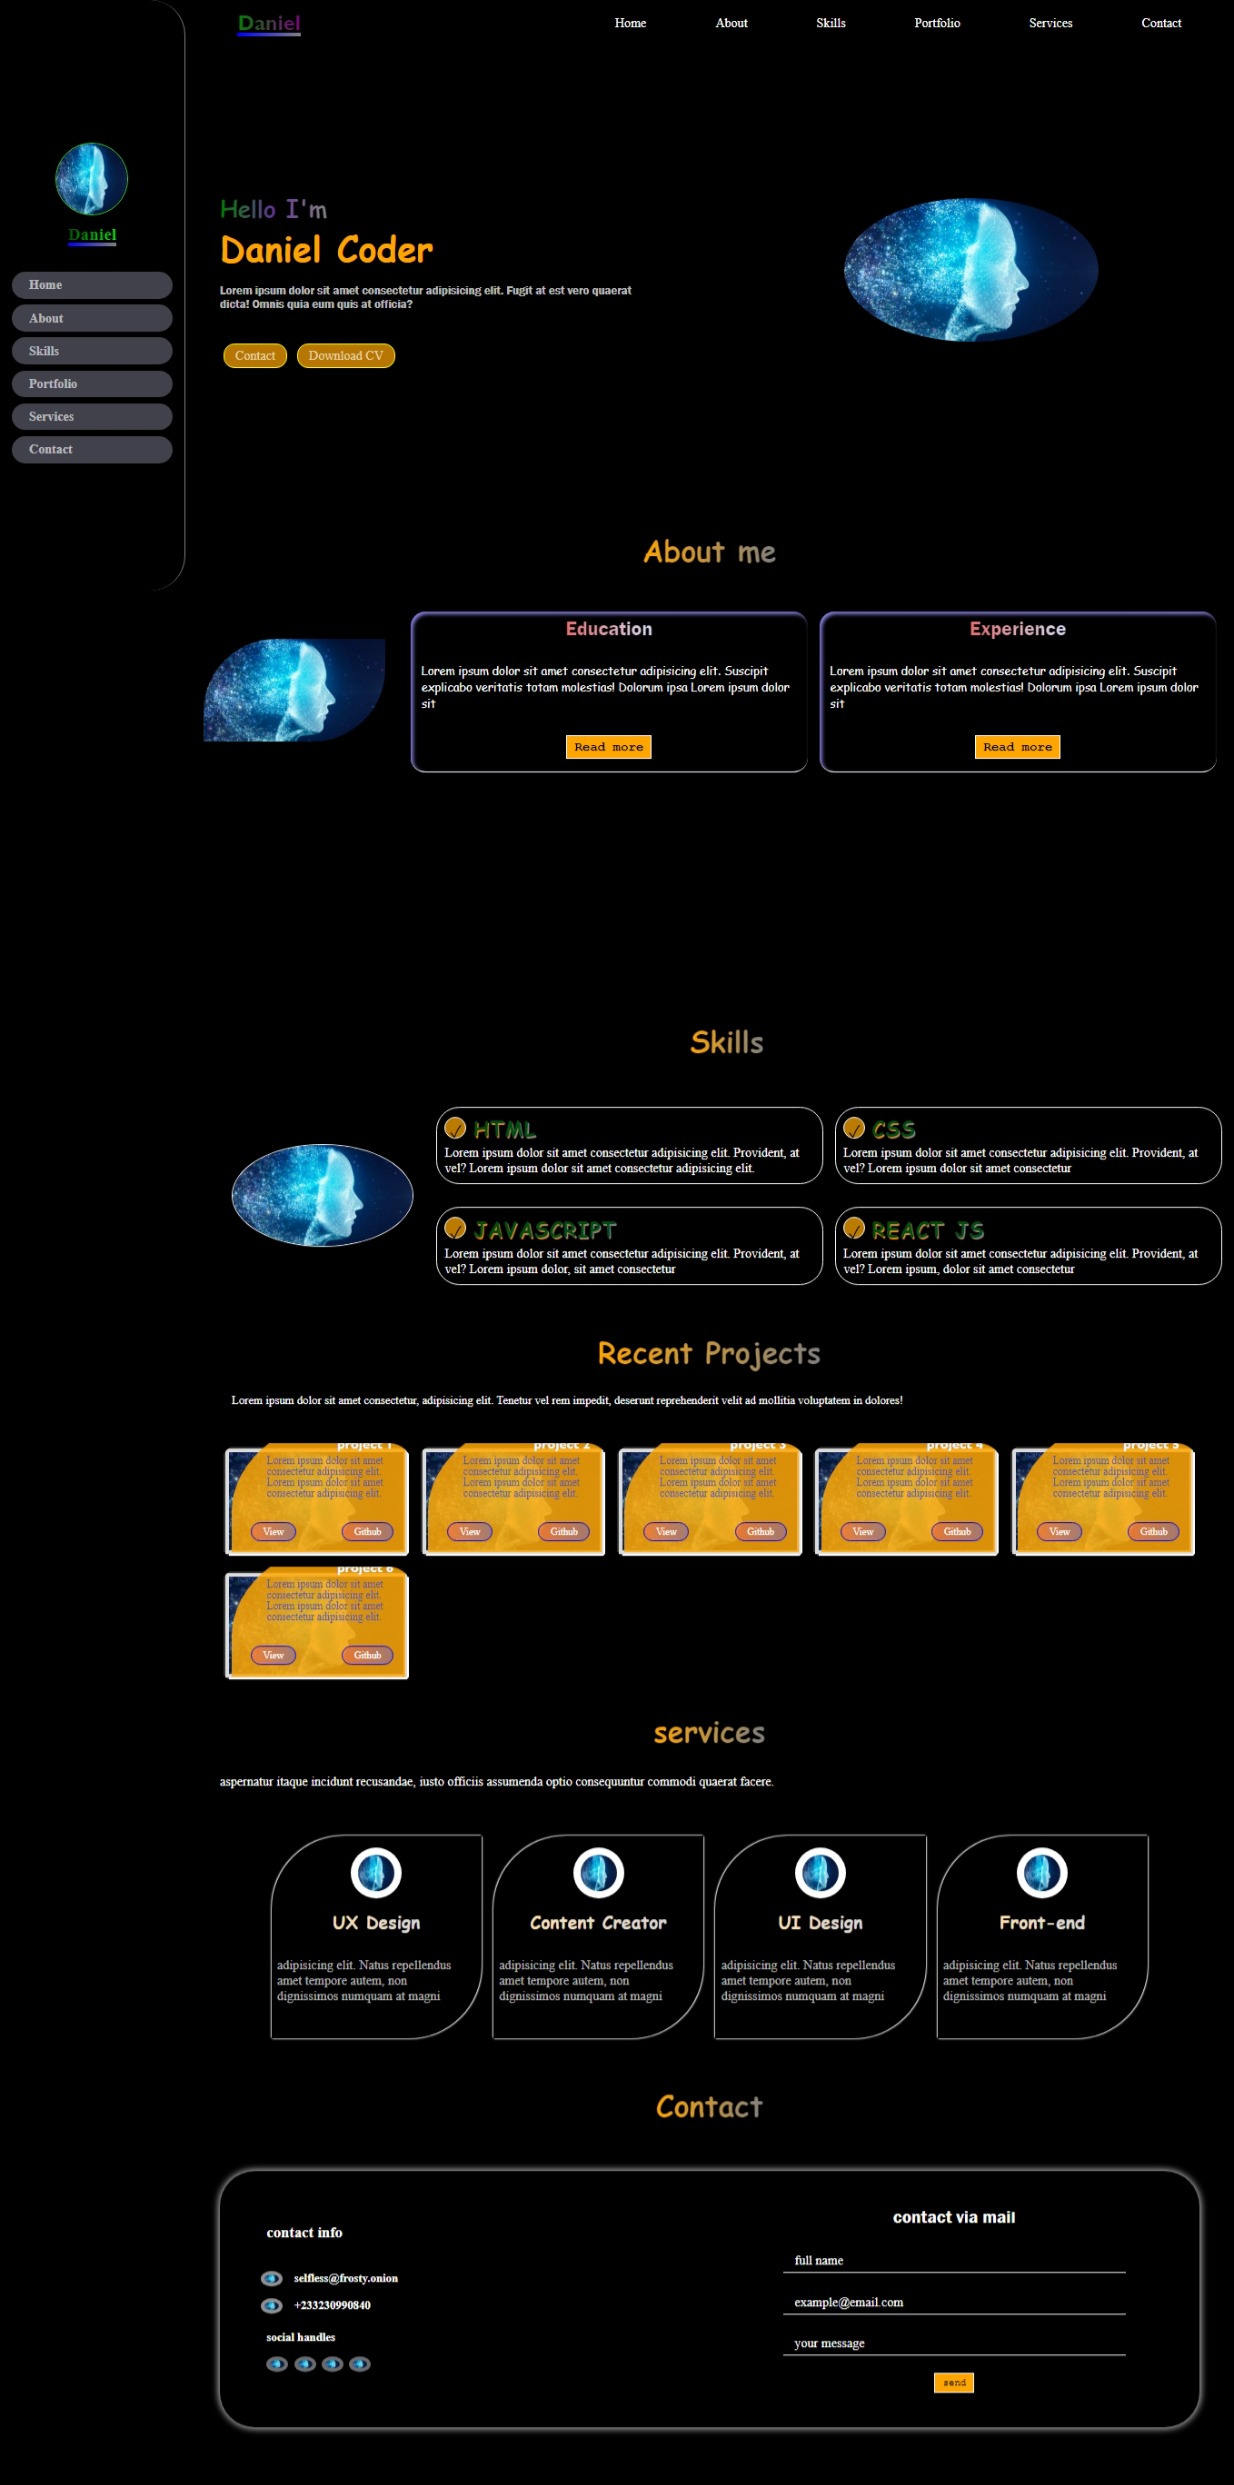 Daniel
Home About Skills Portfolio Services Contact
Daniel
Home
About
Skills
Portfolio
Services
Contact
Hello I'm
Daniel Coder
Lorem ipsum dolor sit amet consectetur adipisicing elit. Fugit at est vero quaerat
dicta! Omnis quia eum quis at officia?
Contact Download CV
About me
Education
Lorem ipsum dolor sit amet consectetur adipisicing elit. Suscipit
explicabo veritatis totam molestias! Dolorum ipsa Lorem ipsum dolor
sit
Read more
Experience
Lorem ipsum dolor sit amet consectetur adipisicing elit. Suscipit
explicabo veritatis totam molestias! Dolorum ipsa Lorem ipsum dolor
sit
Read more
Skills
HTML
Lorem ipsum dolor sit amet consectetur adipisicing elit. Provident, at
vel? Lorem ipsum dolor sit amet consectetur adipisicing elit.
CSS
Lorem ipsum dolor sit amet consectetur adipisicing elit. Provident, at
vel? Lorem ipsum dolor sit amet consectetur
JAVASCRIPT
Lorem ipsum dolor sit amet consectetur adipisicing elit. Provident, at
vel? Lorem ipsum dolor, sit amet consectetur
REACT JS
Lorem ipsum dolor sit amet consectetur adipisicing elit. Provident, at
vel? Lorem ipsum, dolor sit amet consectetur
Recent Projects
Lorem ipsum dolor sit amet consectetur, adipisicing elit. Tenetur vel rem impedit, deserunt reprehenderit velit ad mollitia voluptatem in dolores!
project 1
Lorem ipsum dolor sit amet
consectetur adipisicing elit.
Lorem ipsum dolor sit amet
consectetur adipisicing elit.
View Github
project 2
Lorem ipsum dolor sit amet
consectetur adipisicing elit.
Lorem ipsum dolor sit amet
consectetur adipisicing elit.
View Github
project 3
Lorem ipsum dolor sit amet
consectetur adipisicing elit.
Lorem ipsum dolor sit amet
consectetur adipisicing elit.
View Github
project 4
Lorem ipsum dolor sit amet
consectetur adipisicing elit.
Lorem ipsum dolor sit amet
consectetur adipisicing elit.
View Github
project 5
Lorem ipsum dolor sit amet
consectetur adipisicing elit.
Lorem ipsum dolor sit amet
consectetur adipisicing elit.
View Github
project 6
Lorem ipsum dolor sit amet
consectetur adipisicing elit.
Lorem ipsum dolor sit amet
consectetur adipisicing elit.
View Github
services
aspernatur itaque incidunt recusandae, iusto officiis assumenda optio consequuntur commodi quaerat facere.
UX Design
adipisicing elit. Natus repellendus
amet tempore autem, non
dignissimos numquam at magni
Content Creator
adipisicing elit. Natus repellendus
amet tempore autem, non
dignissimos numquam at magni
UI Design
adipisicing elit. Natus repellendus
amet tempore autem, non
dignissimos numquam at magni
Front-end
adipisicing elit. Natus repellendus
amet tempore autem, non
dignissimos numquam at magni
Contact
contact info
selfless@frosty.onion
+233230990840
social handles
contact via mail
full name
example@email.com
your message
send